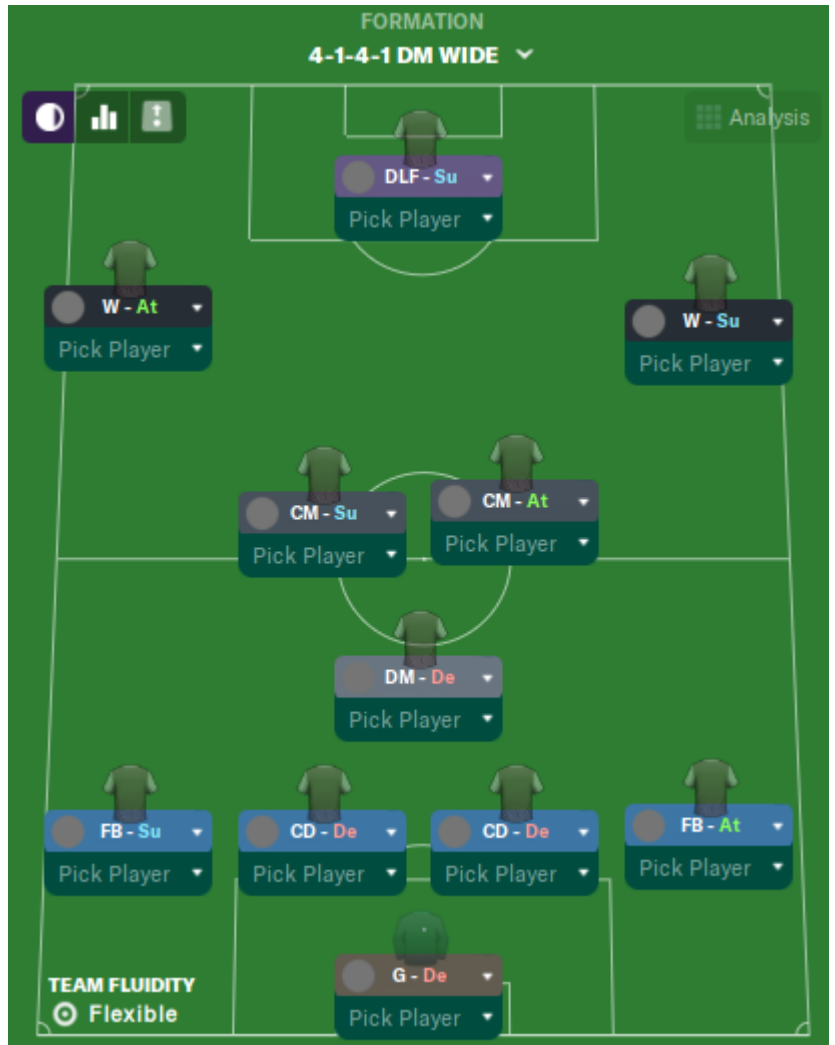 FORMATION
4-1-4-1 DM WIDE
Analysis
DLF - Su
Pick Player
W - At
Pick Player
W - Su
Pick Player
CM - Su
Pick Player
CM - At
Pick Player
DM - De
Pick Player
FB - Su
Pick Player
CD - De
Pick Player
CD - De
Pick Player
FB - At
Pick Player
G - De
Pick Player
TEAM FLUIDITY
Flexible